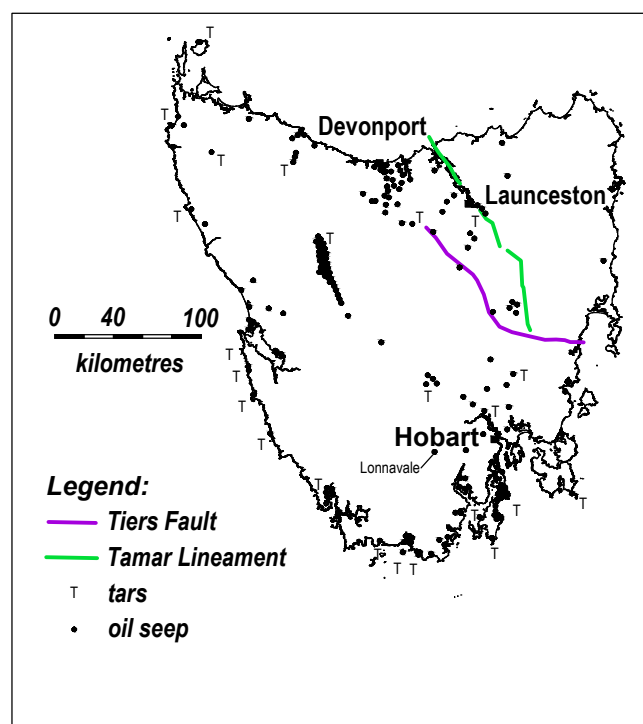 T
Devonport
T
T
T
Launceston
T
T
T
0 40 100
kilometres
T
T
T
T
T
T
Hobart
Lonnavale
T
Legend:
T
T
T
T
Tiers Fault
T
Tamar Lineament
T
T T
T tars
oil seep